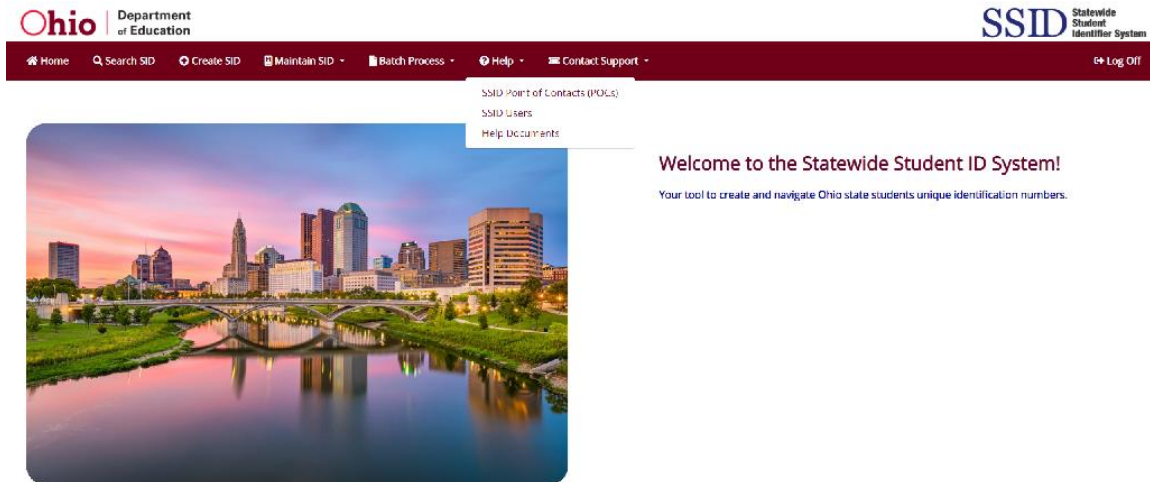 Ohio Department of Education
SSID Statewide Student Identifier System
Home Search SID Create SID Maintain SID Batch Process Help Contact Support Log Off
SSID Point of Contacts (POCs)
SSID Users
Help Documents
Welcome to the Statewide Student ID System!
Your tool to create and navigate Ohio state students unique identification numbers.